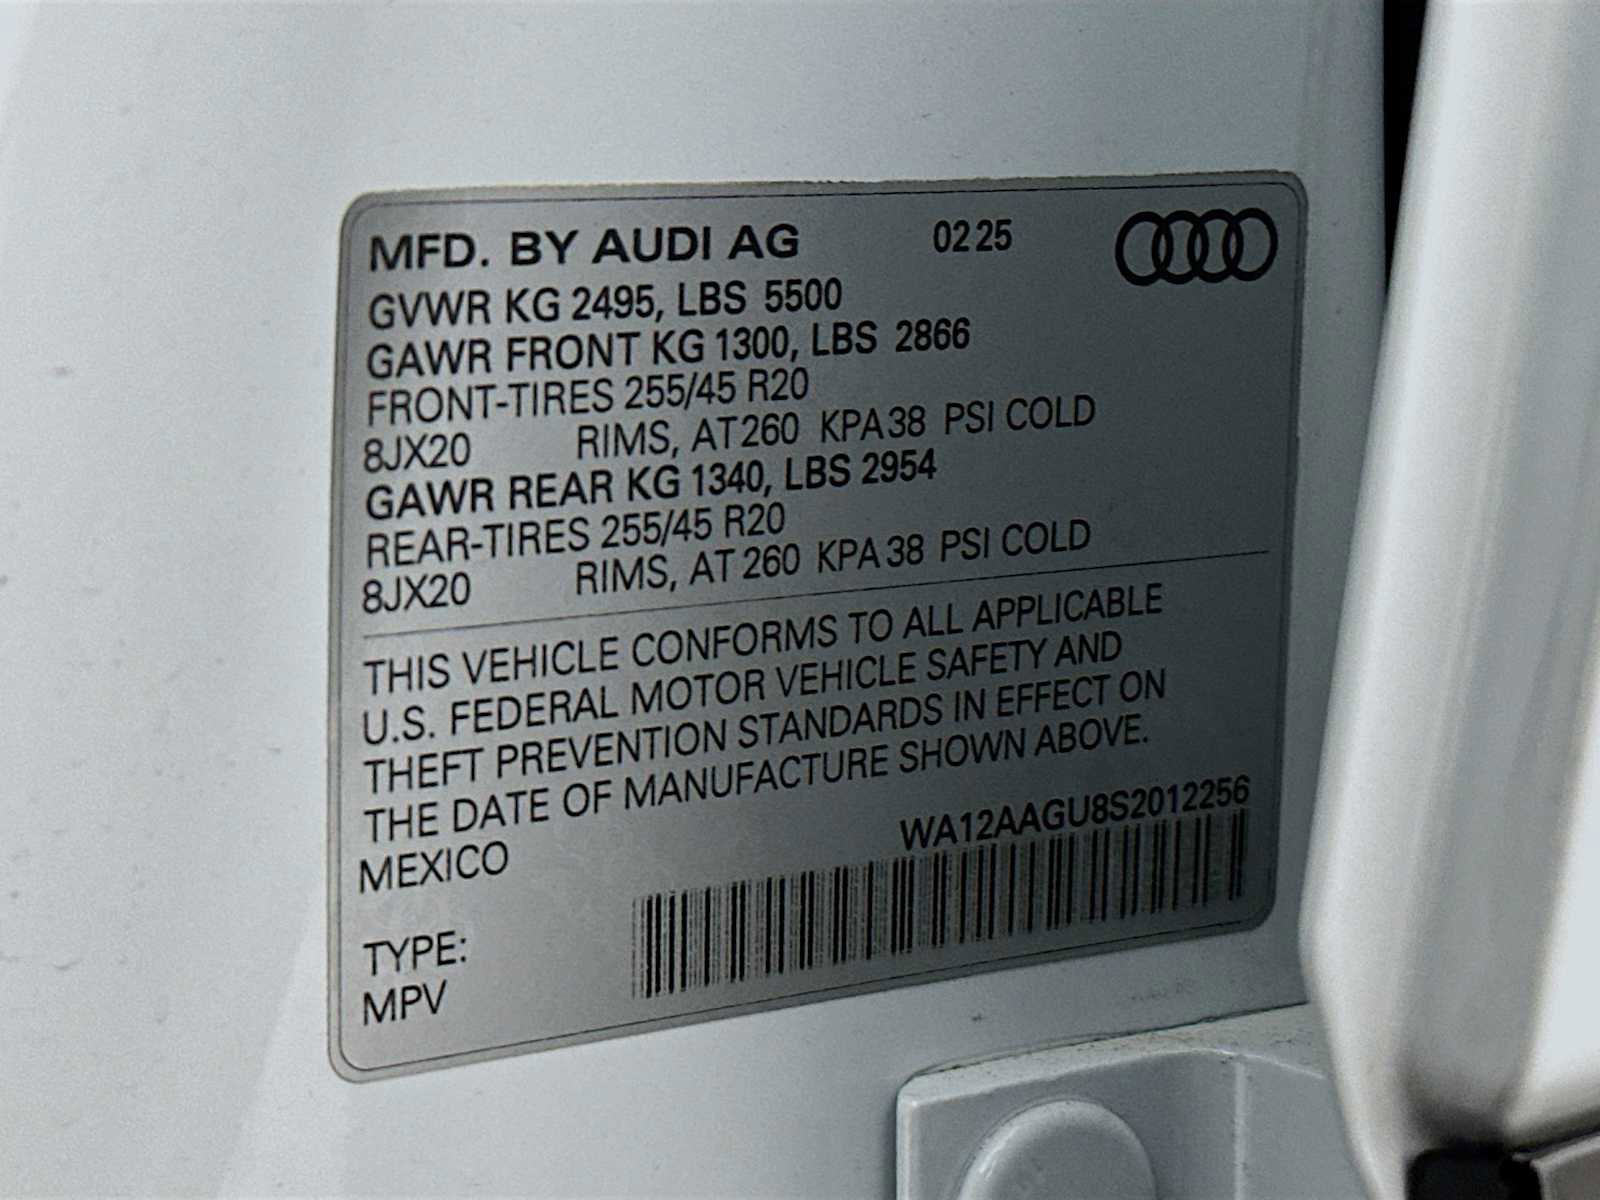 MFD. BY AUDI AG 02 25
GVWR KG 2495, LBS 5500
GAWR FRONT KG 1300, LBS 2866
FRONT-TIRES 255/45 R20
8JX20 RIMS, AT 260 KPA 38 PSI COLD
GAWR REAR KG 1340, LBS 2954
REAR-TIRES 255/45 R20
8JX20 RIMS, AT 260 KPA 38 PSI COLD
THIS VEHICLE CONFORMS TO ALL APPLICABLE
U.S. FEDERAL MOTOR VEHICLE SAFETY AND
THEFT PREVENTION STANDARDS IN EFFECT ON
THE DATE OF MANUFACTURE SHOWN ABOVE.
MEXICO WA12AAGU8S2012256
TYPE:
MPV